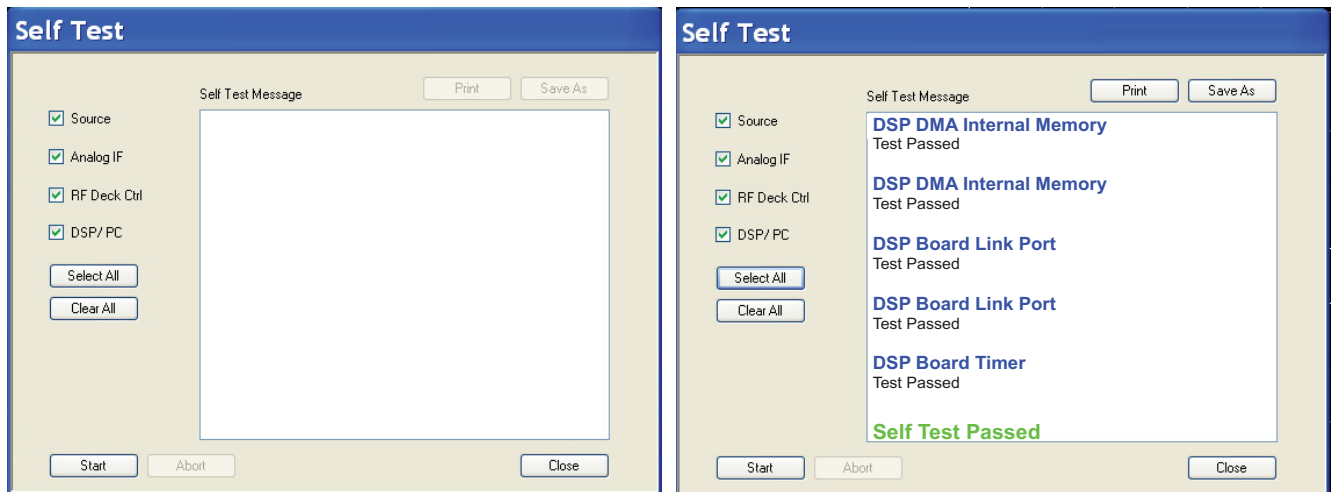 Self Test
Self Test Message
Print
Save As
Source
Analog IF
RF Deck Ctrl
DSP/ PC
Select All
Clear All
Start
Abort
Close
Self Test
Self Test Message
Print
Save As
Source
Analog IF
RF Deck Ctrl
DSP/ PC
Select All
Clear All
DSP DMA Internal Memory
Test Passed
DSP DMA Internal Memory
Test Passed
DSP Board Link Port
Test Passed
DSP Board Link Port
Test Passed
DSP Board Timer
Test Passed
Self Test Passed
Start
Abort
Close